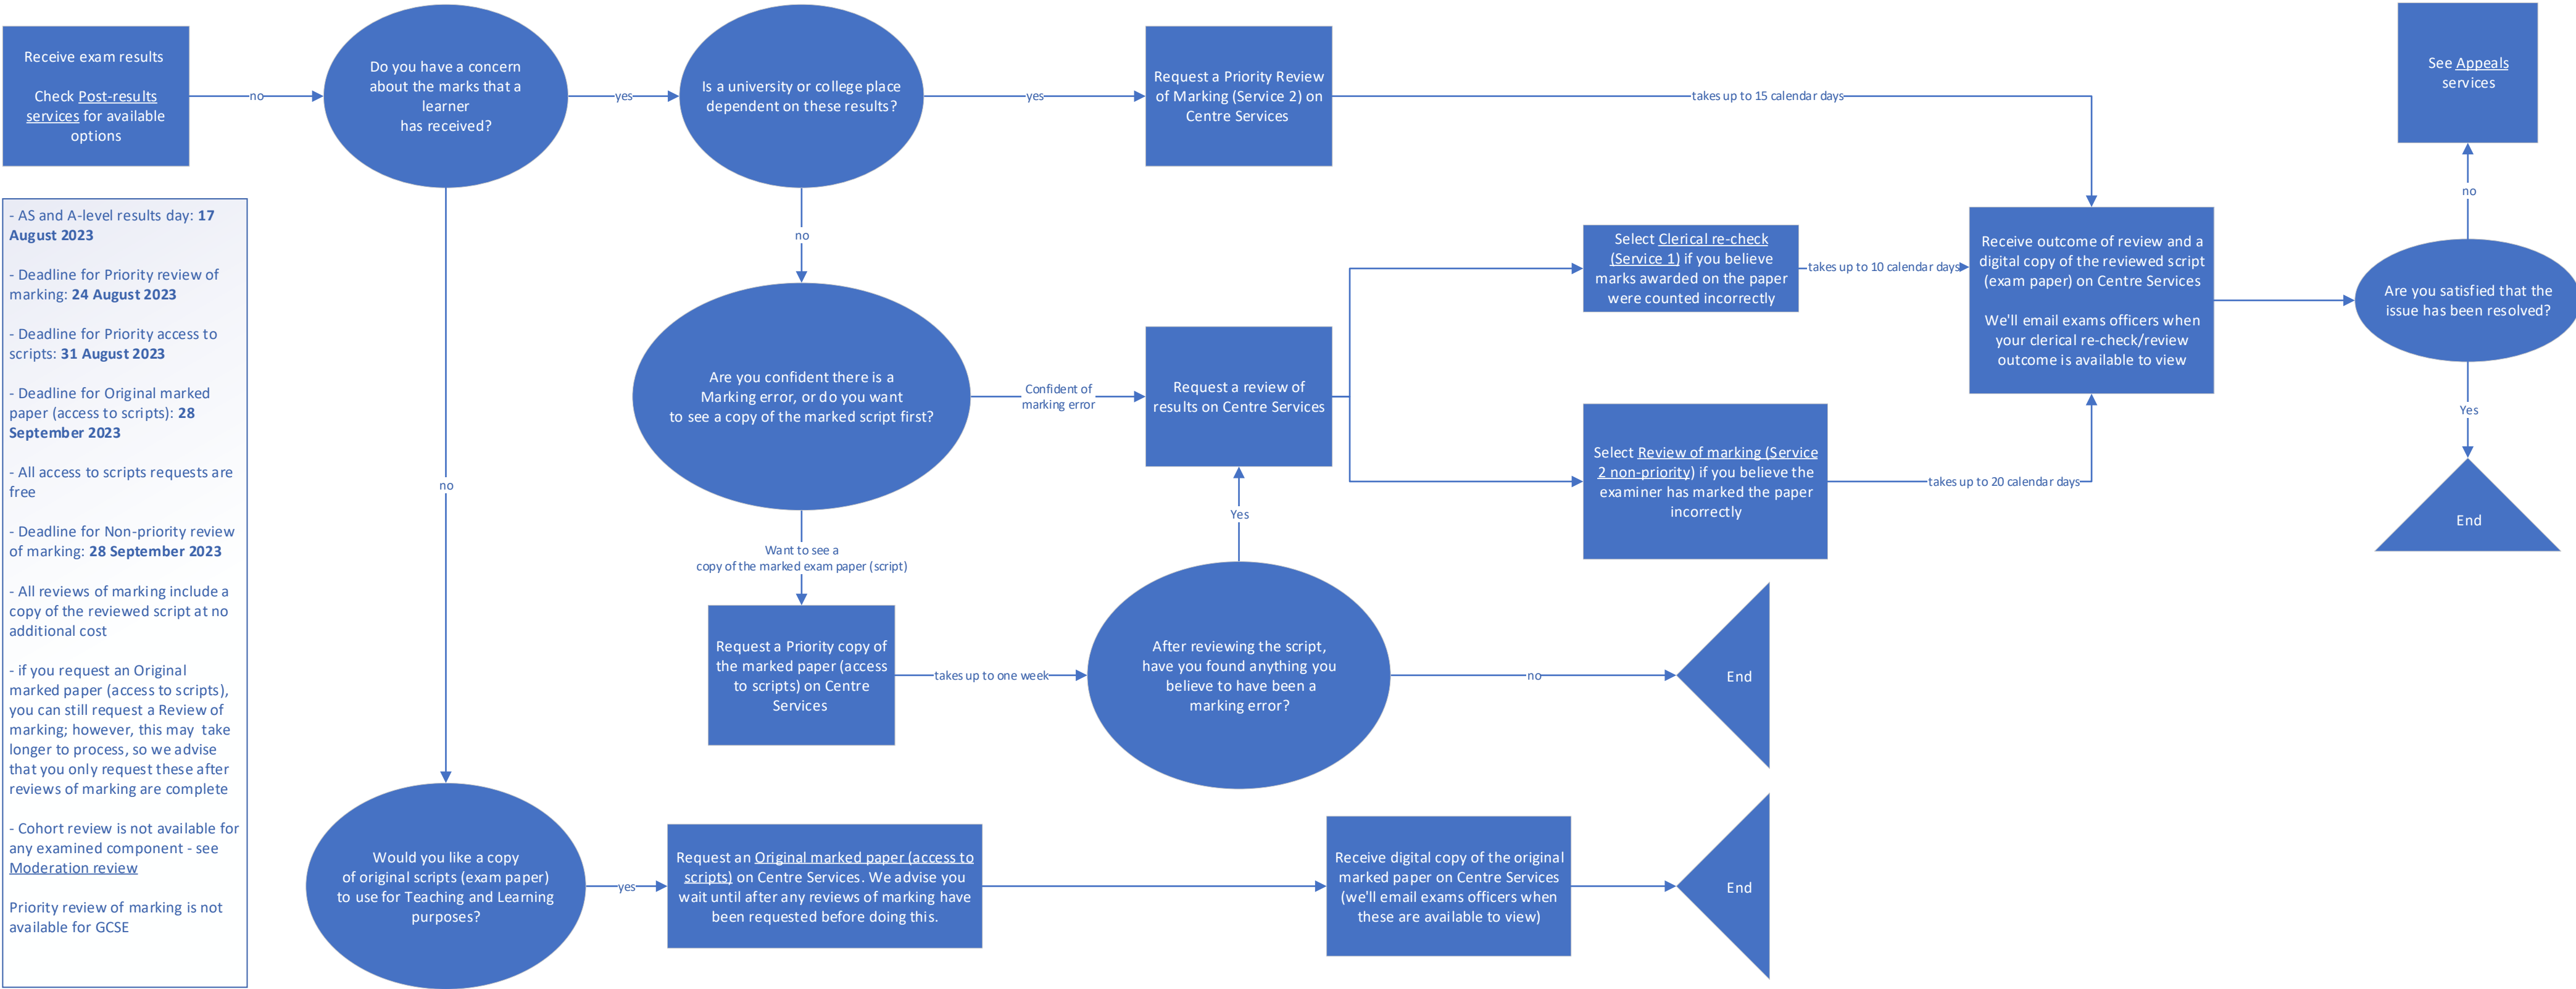 Receive exam results
Check Post-results
services for available
options
no
Do you have a concern
about the marks that a
learner
has received?
yes
Is a university or college place
dependent on these results?
yes
Request a Priority Review
of Marking (Service 2) on
Centre Services
takes up to 15 calendar days
See Appeals
services
no
- AS and A-level results day: 17
August 2023
- Deadline for Priority review of
marking: 24 August 2023
- Deadline for Priority access to
scripts: 31 August 2023
- Deadline for Original marked
paper (access to scripts): 28
September 2023
- All access to scripts requests are
free
- Deadline for Non-priority review
of marking: 28 September 2023
- All reviews of marking include a
copy of the reviewed script at no
additional cost
- if you request an Original
marked paper (access to scripts),
you can still request a Review of
marking; however, this may take
longer to process, so we advise
that you only request these after
reviews of marking are complete
- Cohort review is not available for
any examined component - see
Moderation review
Priority review of marking is not
available for GCSE
no
Are you confident there is a
Marking error, or do you want
to see a copy of the marked script first?
Confident of
marking error
Request a review of
results on Centre Services
Select Clerical re-check
(Service 1) if you believe
marks awarded on the paper
were counted incorrectly
takes up to 10 calendar days
Receive outcome of review and a
digital copy of the reviewed script
(exam paper) on Centre Services
We'll email exams officers when
your clerical re-check/review
outcome is available to view
Are you satisfied that the
issue has been resolved?
Yes
End
Select Review of marking (Service
2 non-priority) if you believe the
examiner has marked the paper
incorrectly
takes up to 20 calendar days
no
Want to see a
copy of the marked exam paper (script)
Yes
Request a Priority copy of
the marked paper (access
to scripts) on Centre
Services
takes up to one week
After reviewing the script,
have you found anything you
believe to have been a
marking error?
no
End
Would you like a copy
of original scripts (exam paper)
to use for Teaching and Learning
purposes?
yes
Request an Original marked paper (access to
scripts) on Centre Services. We advise you
wait until after any reviews of marking have
been requested before doing this.
Receive digital copy of the original
marked paper on Centre Services
(we'll email exams officers when
these are available to view)
End